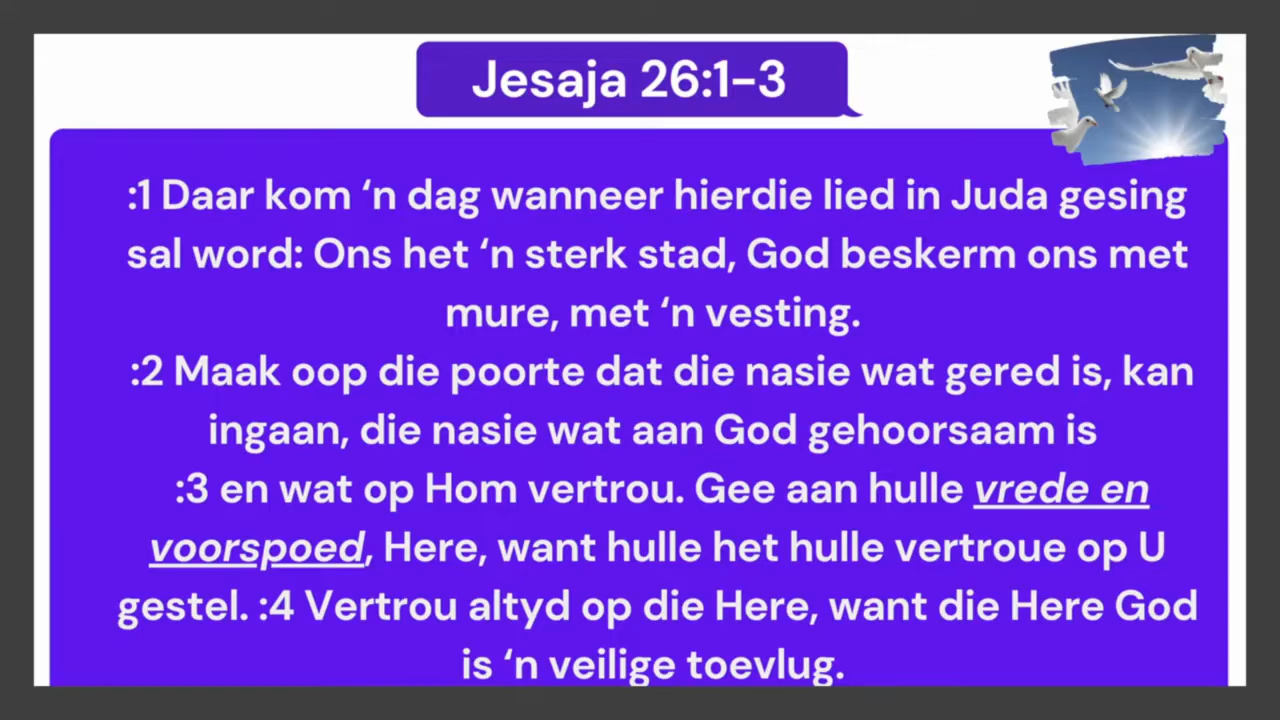 Jesaja 26:1-3
:1 Daar kom ‘n dag wanneer hierdie lied in Juda gesing
sal word: Ons het ‘n sterk stad, God beskerm ons met
mure, met ‘n vesting.
:2 Maak oop die poorte dat die nasie wat gered is, kan
ingaan, die nasie wat aan God gehoorsaam is
:3 en wat op Hom vertrou. Gee aan hulle vrede en
voorspoed, Here, want hulle het hulle vertroue op U
gestel. :4 Vertrou altyd op die Here, want die Here God
is ‘n veilige toevlug.